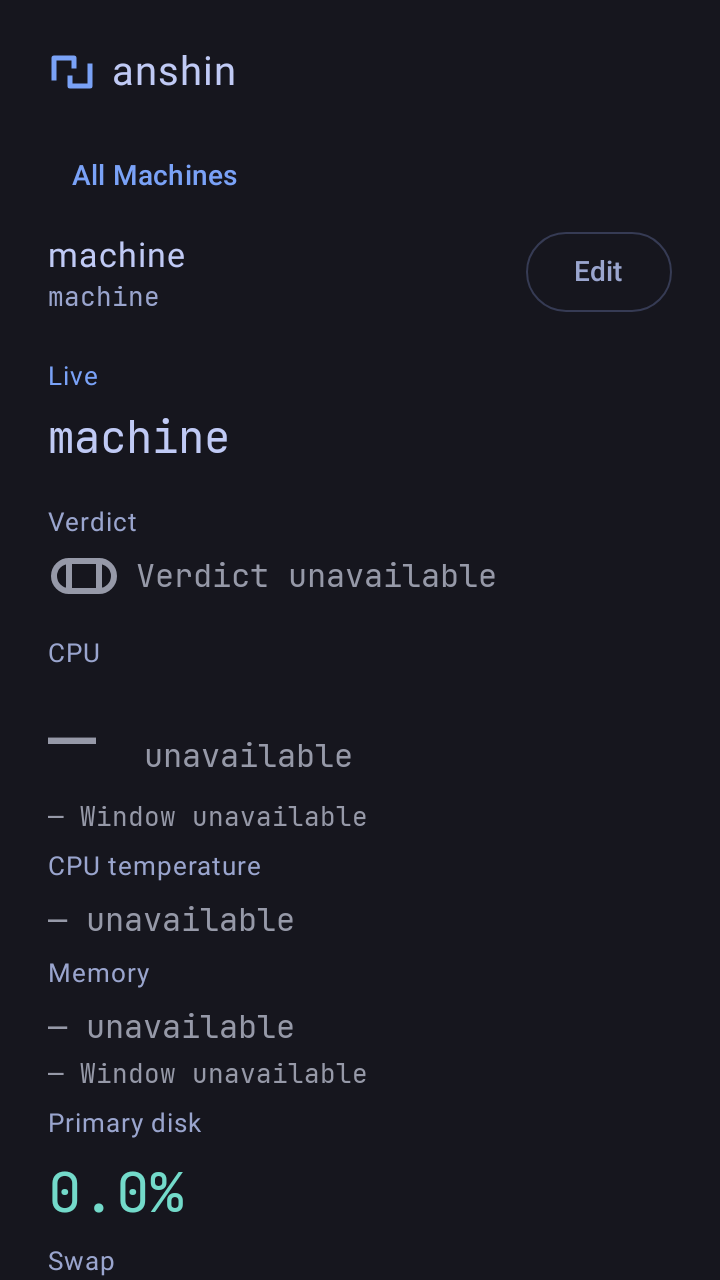 anshin
All Machines
machine
machine
Edit
Live
machine
Verdict
Verdict unavailable
CPU
— unavailable
— Window unavailable
CPU temperature
— unavailable
Memory
— unavailable
— Window unavailable
Primary disk
0.0%
Swap